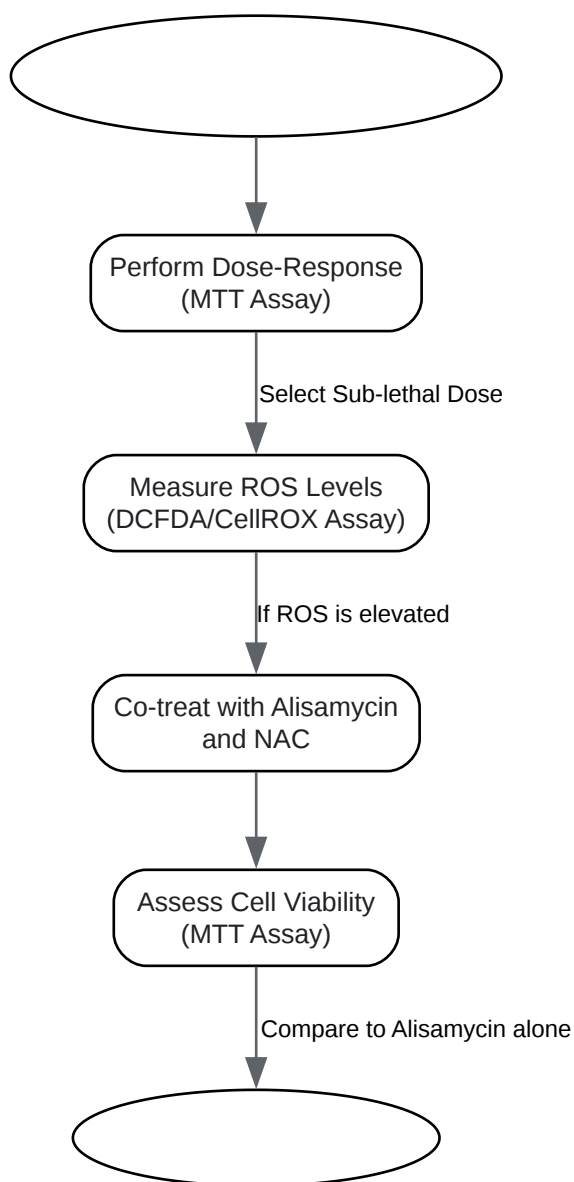 Perform Dose-Response
(MTT Assay)
Select Sub-lethal Dose
Measure ROS Levels
(DCFDA/CellROX Assay)
If ROS is elevated
Co-treat with Alisamycin
and NAC
Assess Cell Viability
(MTT Assay)
Compare to Alisamycin alone